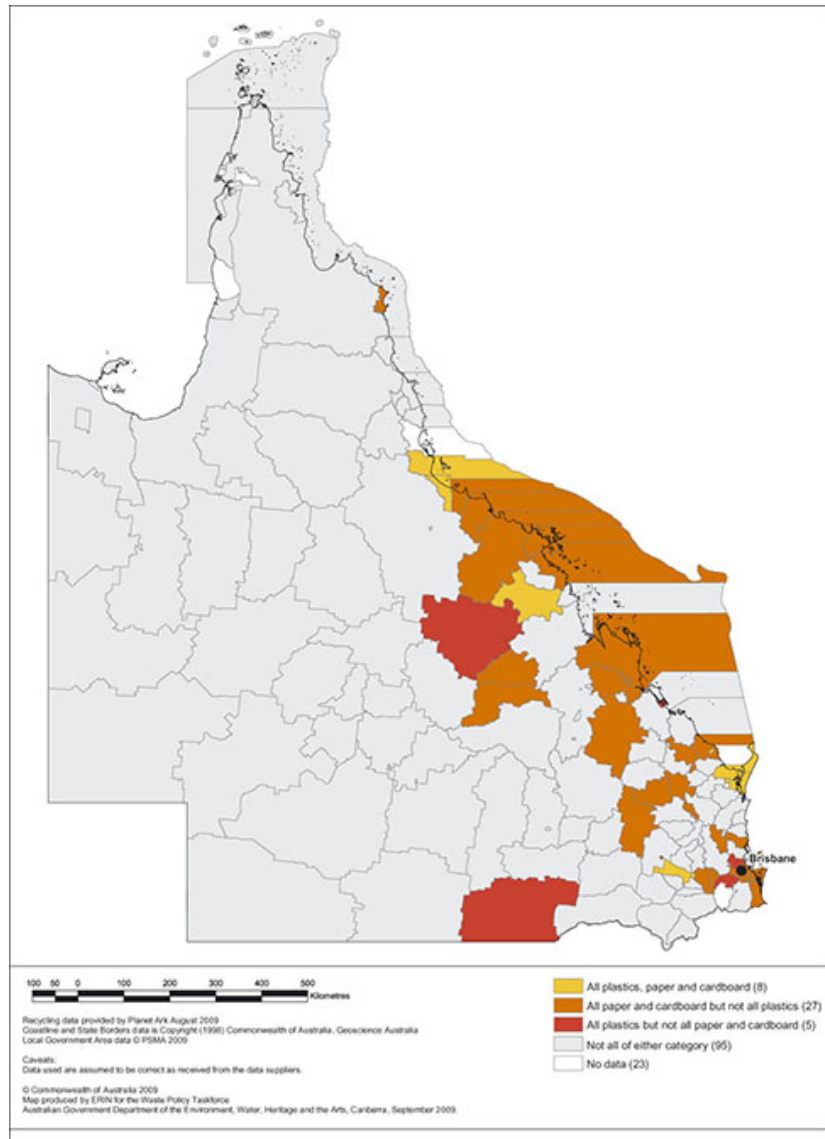 Brisbane
100 50 0 100 200 300 400 500
Kilometres
Recycling data provided by Planet Ark August 2009
Coastline and State Borders data is Copyright (1998) Commonwealth of Australia, Geoscience Australia
Local Government Area data © PSMA 2009
Caveats:
Data used are assumed to be correct as received from the data suppliers.
© Commonwealth of Australia 2009
Map produced by ERIN for the Waste Policy Taskforce
Australian Government Department of the Environment, Water, Heritage and the Arts, Canberra, September 2009.
All plastics, paper and cardboard (8)
All paper and cardboard but not all plastics (27)
All plastics but not all paper and cardboard (5)
Not all of either category (95)
No data (23)